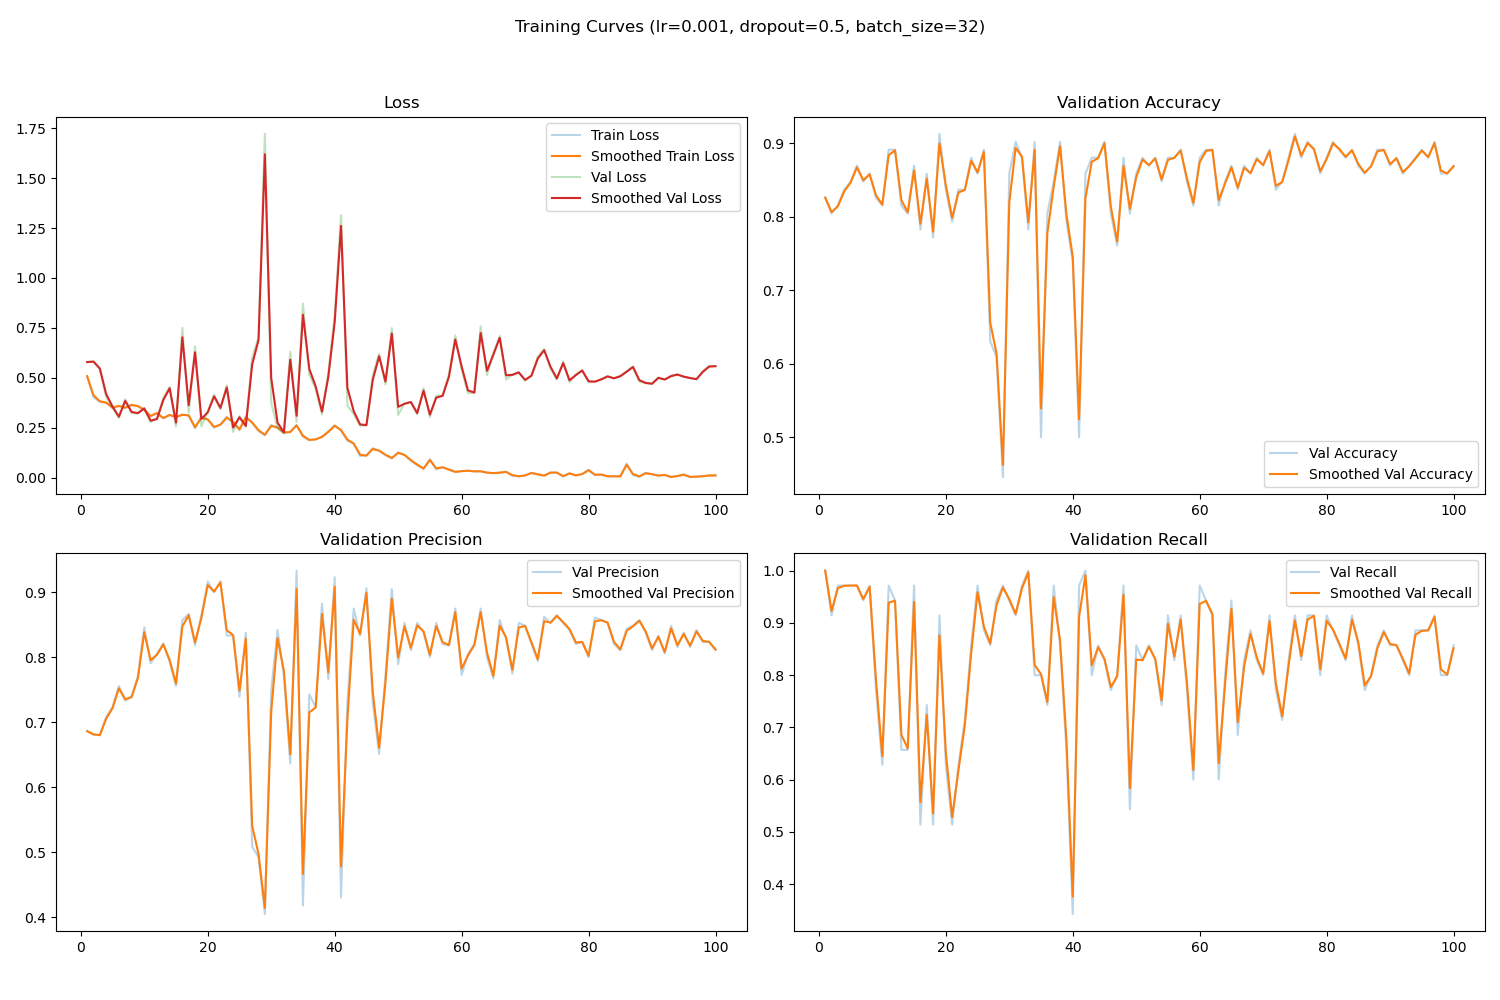 Training Curves (lr=0.001, dropout=0.5, batch_size=32)
Loss
1.75
1.50
1.25
1.00
0.75
0.50
0.25
0.00
0 20 40 60 80 100
Train Loss
Smoothed Train Loss
Val Loss
Smoothed Val Loss
Validation Accuracy
0.9
0.8
0.7
0.6
0.5
0 20 40 60 80 100
Val Accuracy
Smoothed Val Accuracy
Validation Precision
0.9
0.8
0.7
0.6
0.5
0.4
0 20 40 60 80 100
Val Precision
Smoothed Val Precision
Validation Recall
1.0
0.9
0.8
0.7
0.6
0.5
0.4
0 20 40 60 80 100
Val Recall
Smoothed Val Recall